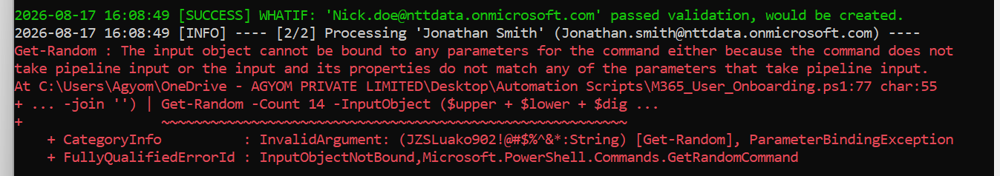 2026-08-17 16:08:49 [SUCCESS] WHATIF: 'Nick.doe@nttdata.onmicrosoft.com' passed validation, would be created.
2026-08-17 16:08:49 [INFO] ---- [2/2] Processing 'Jonathan Smith' (Jonathan.smith@nttdata.onmicrosoft.com) ----
Get-Random : The input object cannot be bound to any parameters for the command either because the command does not
take pipeline input or the input and its properties do not match any of the parameters that take pipeline input.
At C:\Users\Agyom\OneDrive - AGYOM PRIVATE LIMITED\Desktop\Automation Scripts\M365_User_Onboarding.ps1:77 char:55
+ ... -join '') | Get-Random -Count 14 -InputObject ($upper + $lower + $dig ...
+                 ~~~~~~~~~~~~~~~~~~~~~~~~~~~~~~~~~~~~~~~~~~~~~~~~~~~~~~~~~
    + CategoryInfo          : InvalidArgument: (JZSLuako902!@#$%^&*:String) [Get-Random], ParameterBindingException
    + FullyQualifiedErrorId : InputObjectNotBound,Microsoft.PowerShell.Commands.GetRandomCommand